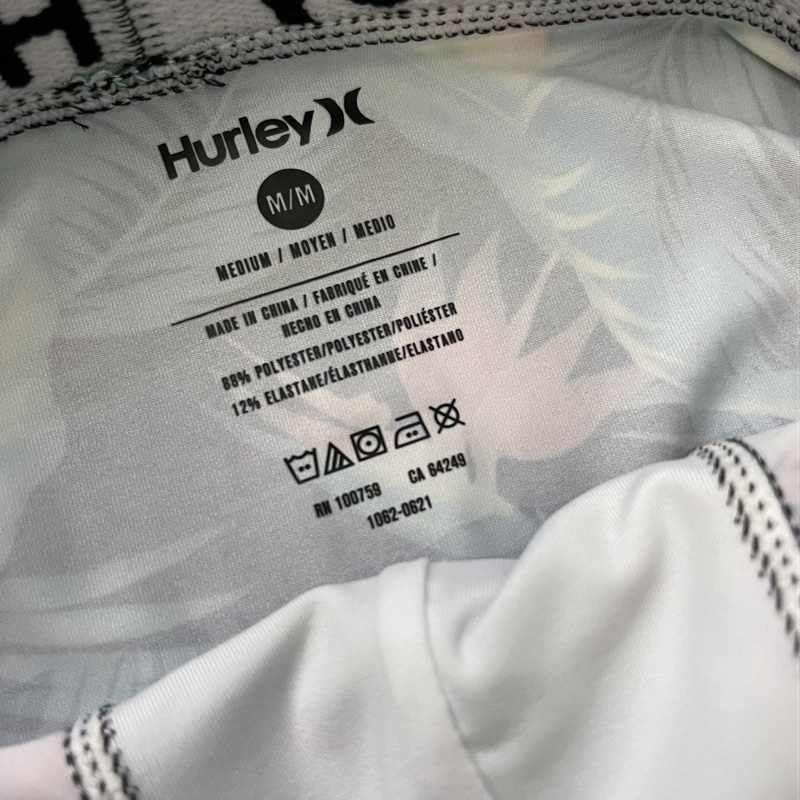 Hurley
M/M
MEDIUM / MOYEN / MEDIO
MADE IN CHINA / FABRIQUÉ EN CHINE /
HECHO EN CHINA
88% POLYESTER/POLYESTER/POLIÉSTER
12% ELASTANE/ÉLASTHANNE/ELASTANO
RN 100759 CA 64249
1062-0621